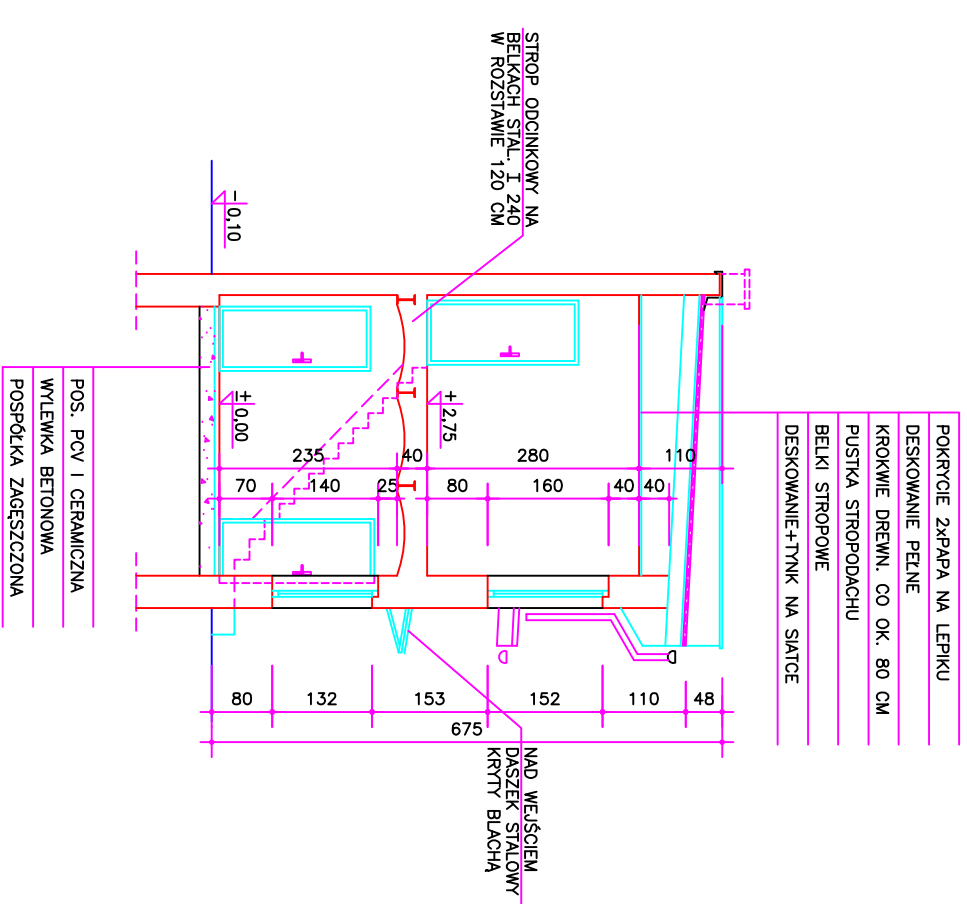 STROP ODCINKOWY NA
BELKACH STAL. I 240
W ROZSTAWIE 120 CM
-0,10
POKRYCIE 2xPAPA NA LEPIKU
DESKOWANIE PEŁNE
KROKWIE DREWN. CO OK. 80 CM
PUSTKA STROPODACHU
BELKI STROPOWE
DESKOWANIE+TYNK NA SIATCE
+2,75
±0,00
235
40
280
110
70
140
25
80
160
40
40
80
132
153
152
110
48
675
NAD WEJŚCIEM
DASZEK STALOWY
KRYTY BLACHĄ
POS. PCV I CERAMICZNA
WYLEWKA BETONOWA
POSPÓŁKA ZAGĘSZCZONA